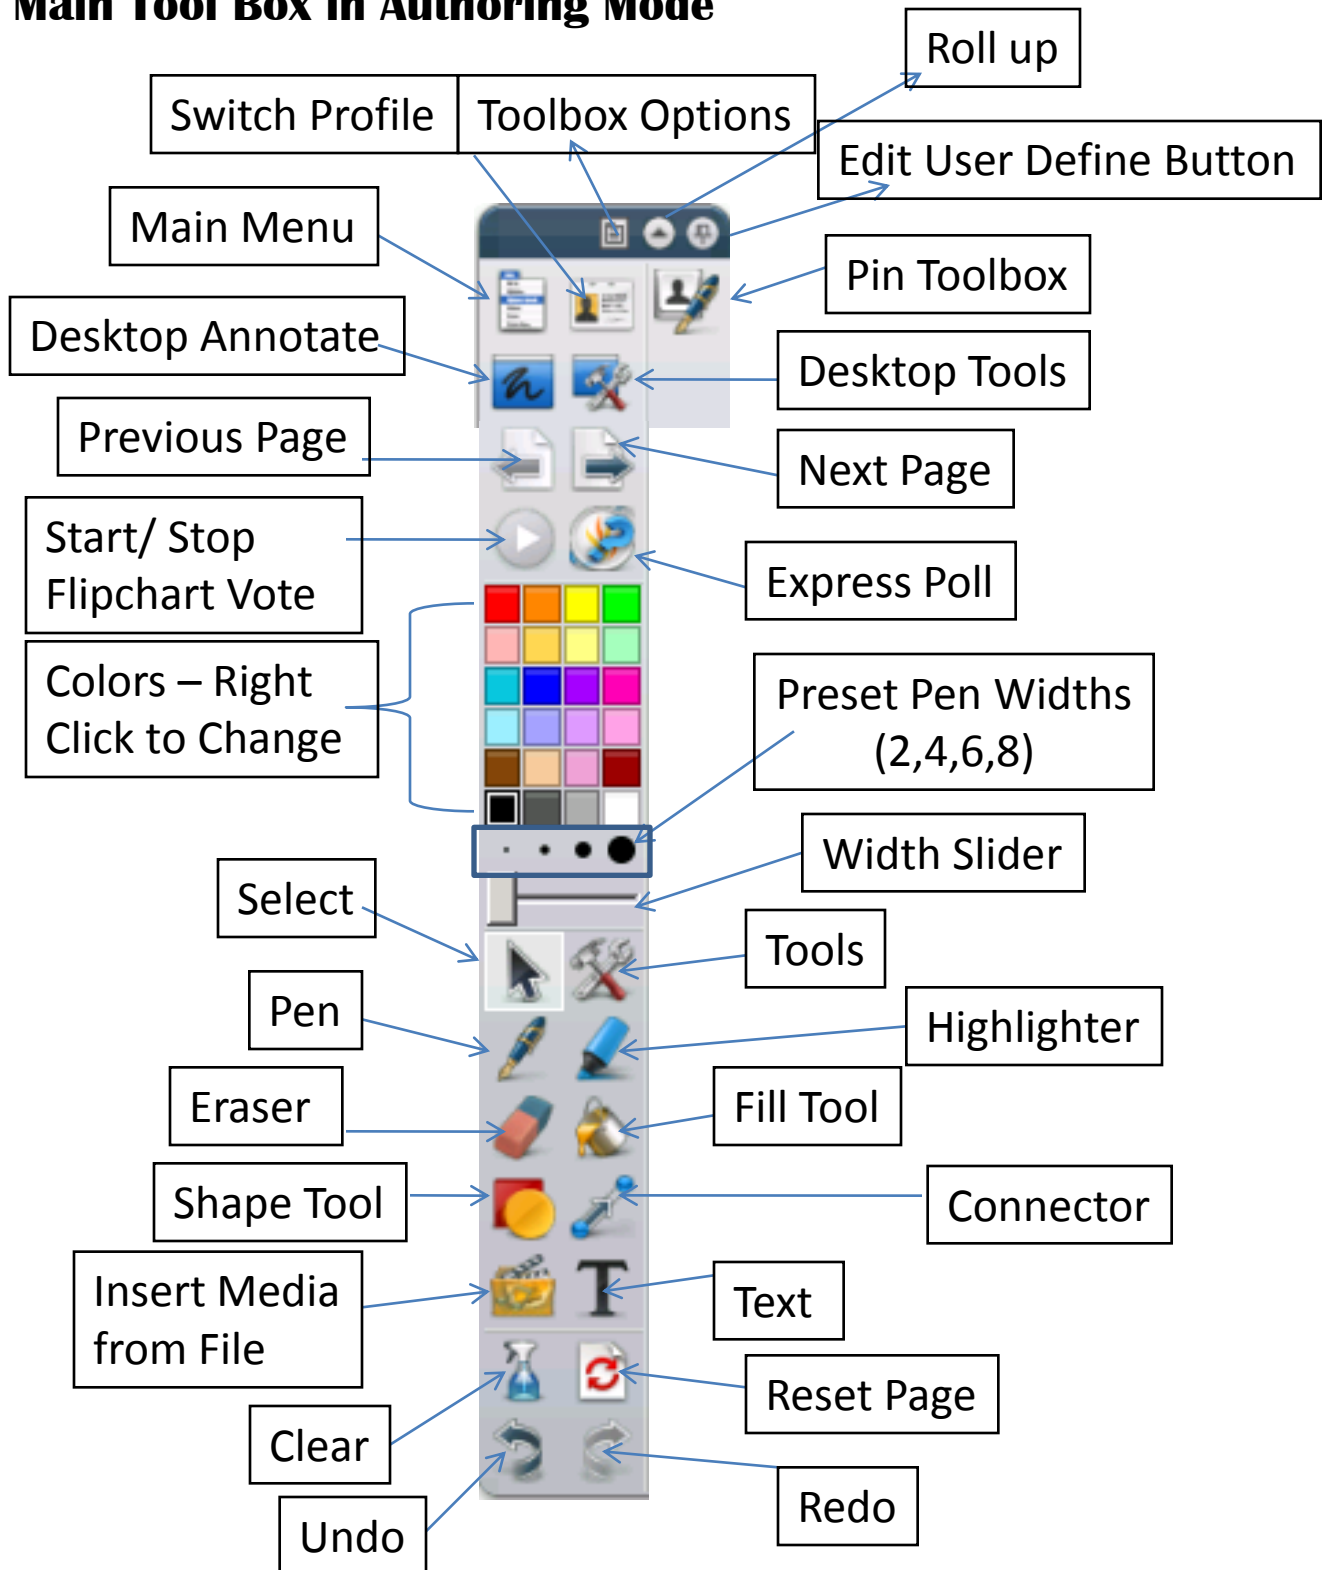 Main Tool Box in Authoring Mode
Roll up
Switch Profile
Toolbox Options
Edit User Define Button
Main Menu
Pin Toolbox
Desktop Annotate
Desktop Tools
Previous Page
Next Page
Start/ Stop
Flipchart Vote
Express Poll
Colors – Right
Click to Change
Preset Pen Widths
(2,4,6,8)
Width Slider
Select
Tools
Pen
Highlighter
Eraser
Fill Tool
Shape Tool
Connector
Insert Media
from File
Text
T
Reset Page
Clear
Redo
Undo